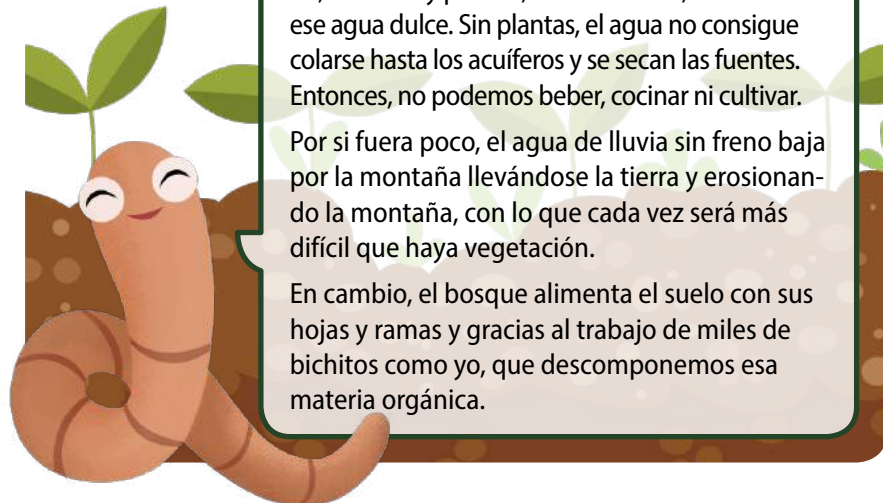 ese agua dulce. Sin plantas, el agua no consigue
colarse hasta los acuíferos y se secan las fuentes.
Entonces, no podemos beber, cocinar ni cultivar.
Por si fuera poco, el agua de lluvia sin freno baja
por la montaña llevándose la tierra y erosionan-
do la montaña, con lo que cada vez será más
difícil que haya vegetación.
En cambio, el bosque alimenta el suelo con sus
hojas y ramas y gracias al trabajo de miles de
bichitos como yo, que descomponemos esa
materia orgánica.